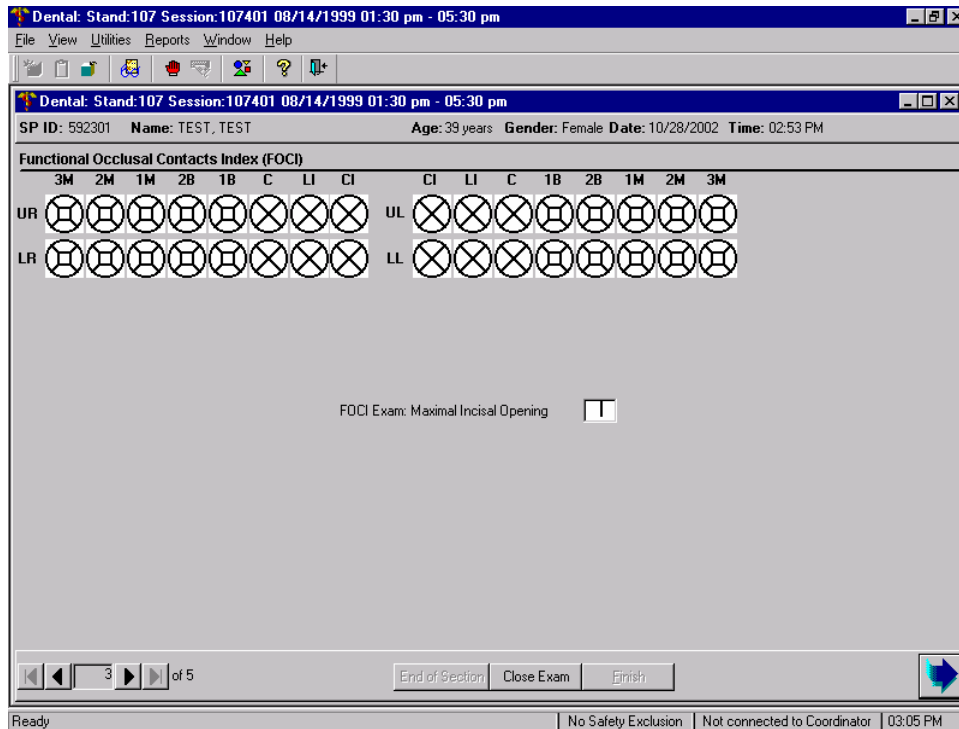 Dental: Stand:107 Session:107401 08/14/1999 01:30 pm - 05:30 pm
File View Utilities Reports Window Help
Dental: Stand:107 Session:107401 08/14/1999 01:30 pm - 05:30 pm
SP ID: 592301 Name: TEST, TEST Age: 39 years Gender: Female Date: 10/28/2002 Time: 02:53 PM
Functional Occlusal Contacts Index (FOCI)
3M 2M 1M 2B 1B C LI CI CI LI C 1B 2B 1M 2M 3M
UR UL
LR LL
FOCI Exam: Maximal Incisal Opening
3 of 5 End of Section Close Exam Finish
Ready No Safety Exclusion Not connected to Coordinator 03:05 PM